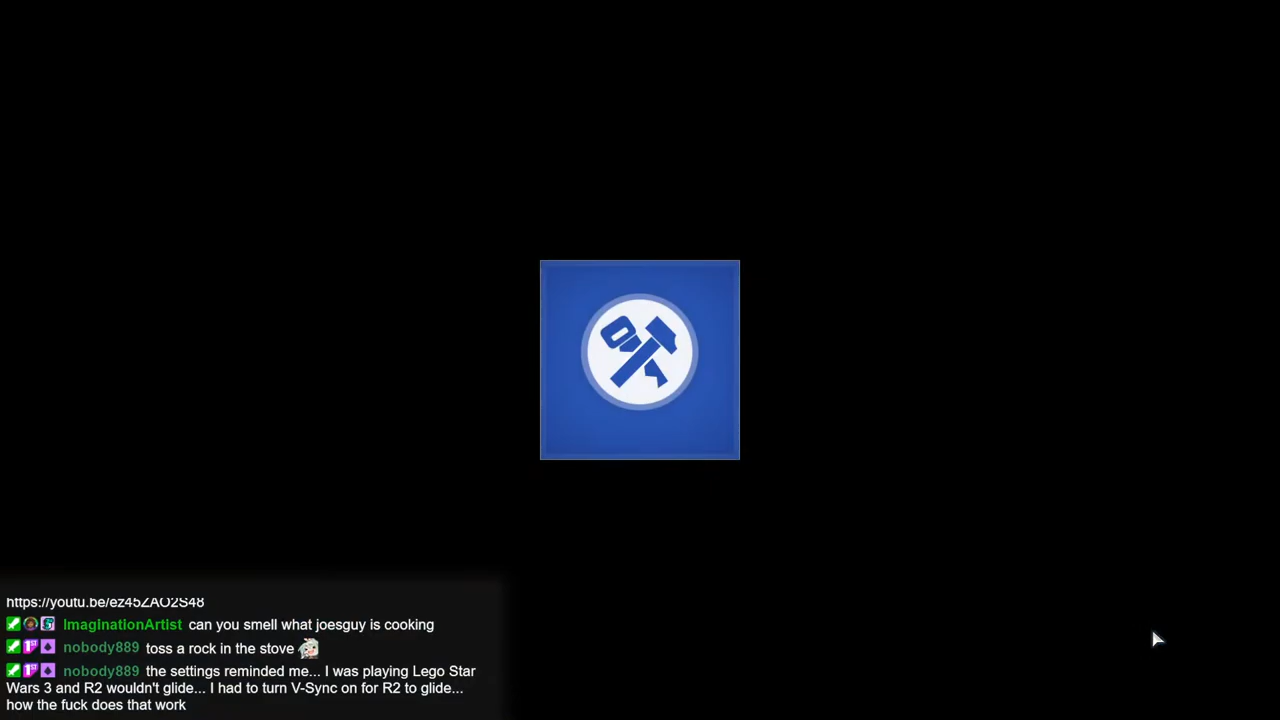 https://youtu.be/ez45ZAO2S48
ImaginationArtist can you smell what joesguy is cooking
nobody889 toss a rock in the stove
nobody889 the settings reminded me... I was playing Lego Star
Wars 3 and R2 wouldn't glide... I had to turn V-Sync on for R2 to glide...
how the fuck does that work